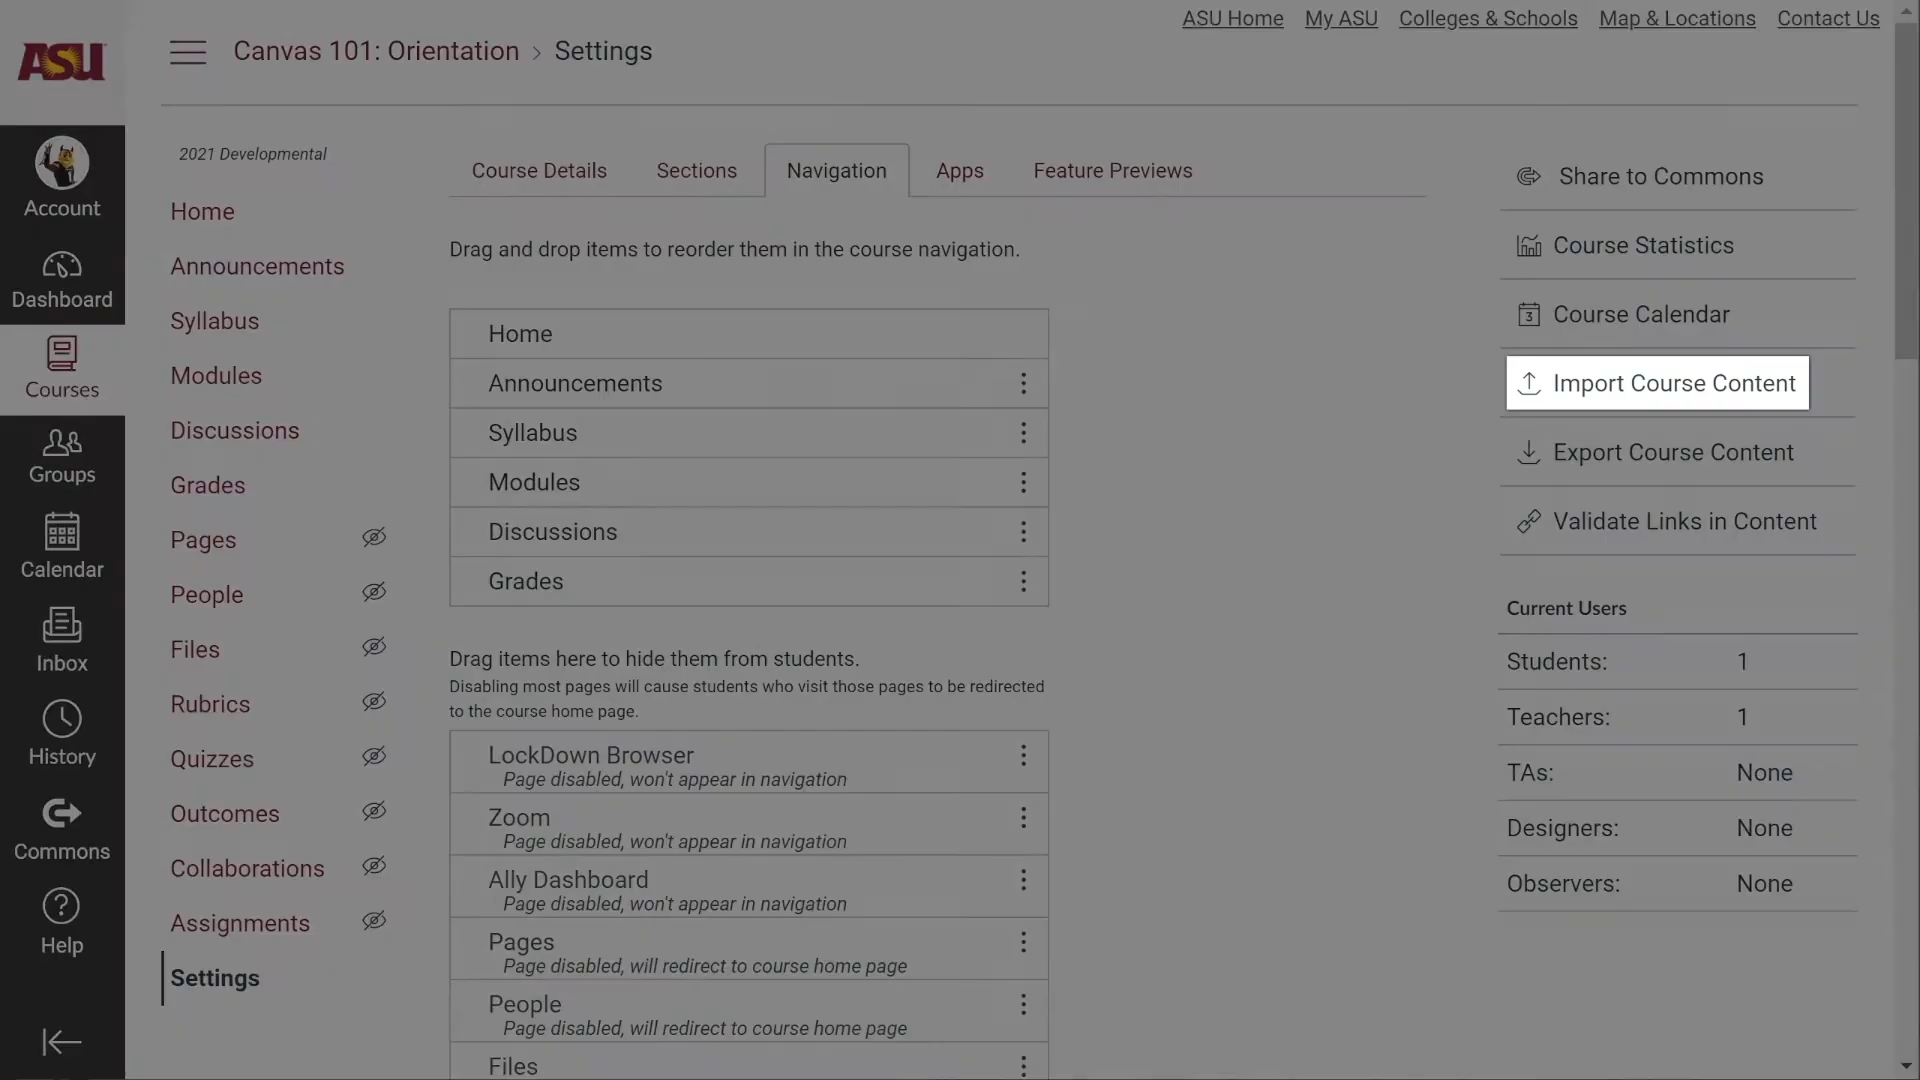 ASU Home My ASU Colleges & Schools Map & Locations Contact Us
ASU
Canvas 101: Orientation › Settings
Account
Dashboard
Courses
Groups
Calendar
Inbox
History
Commons
Help
2021 Developmental
Home
Announcements
Syllabus
Modules
Discussions
Grades
Pages
People
Files
Rubrics
Quizzes
Outcomes
Collaborations
Assignments
Settings
Course Details Sections Navigation Apps Feature Previews
Drag and drop items to reorder them in the course navigation.
Home
Announcements
Syllabus
Modules
Discussions
Grades
Drag items here to hide them from students.
Disabling most pages will cause students who visit those pages to be redirected
to the course home page.
LockDown Browser
Page disabled, won't appear in navigation
Zoom
Page disabled, won't appear in navigation
Ally Dashboard
Page disabled, won't appear in navigation
Pages
Page disabled, will redirect to course home page
People
Page disabled, will redirect to course home page
Files
Share to Commons
Course Statistics
3 Course Calendar
Import Course Content
Export Course Content
Validate Links in Content
Current Users
Students: 1
Teachers: 1
TAs: None
Designers: None
Observers: None